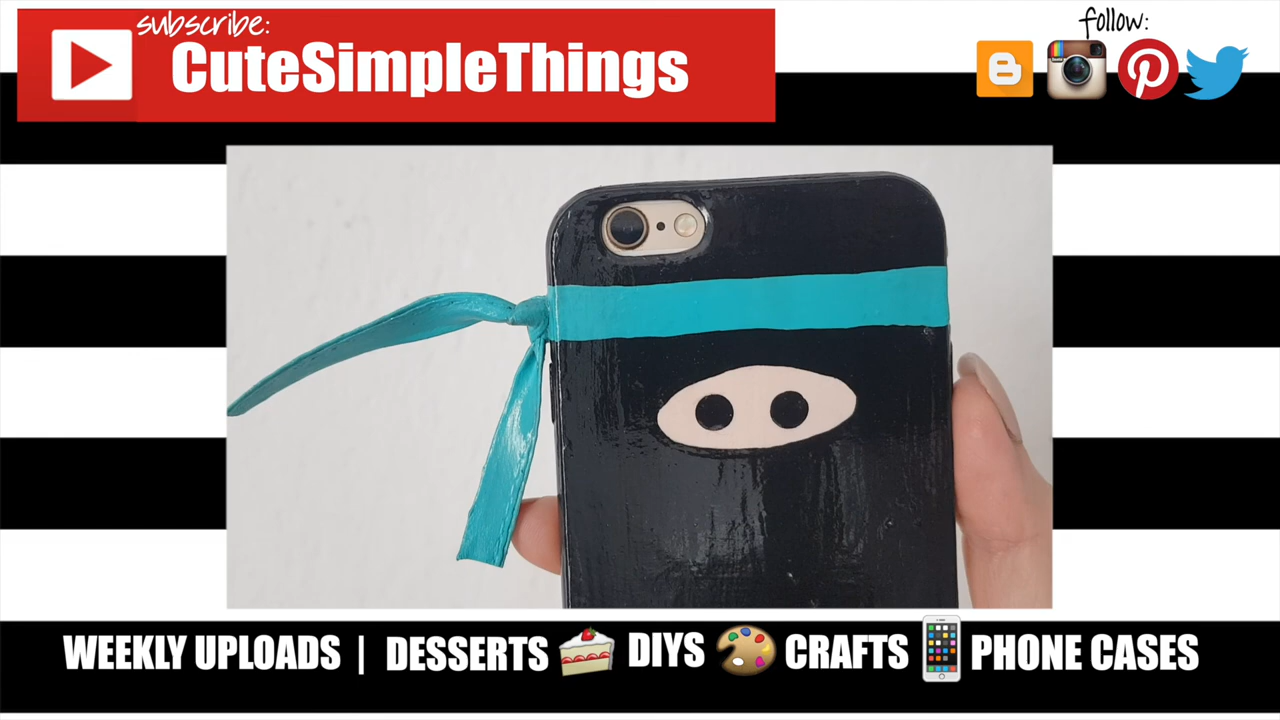 subscribe:
CuteSimpleThings
follow:
WEEKLY UPLOADS | DESSERTS DIYS CRAFTS PHONE CASES